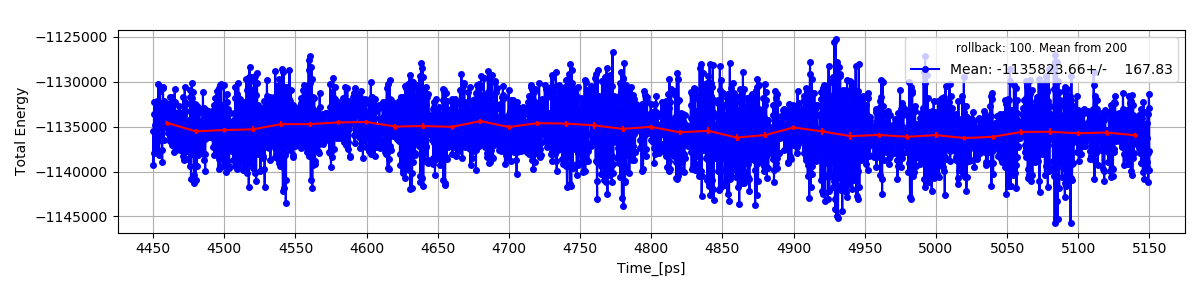 rollback: 100. Mean from 200
Mean: -1135823.66+/-    167.83
Total Energy
−1125000
−1130000
−1135000
−1140000
−1145000
4450 4500 4550 4600 4650 4700 4750 4800 4850 4900 4950 5000 5050 5100 5150
Time_[ps]